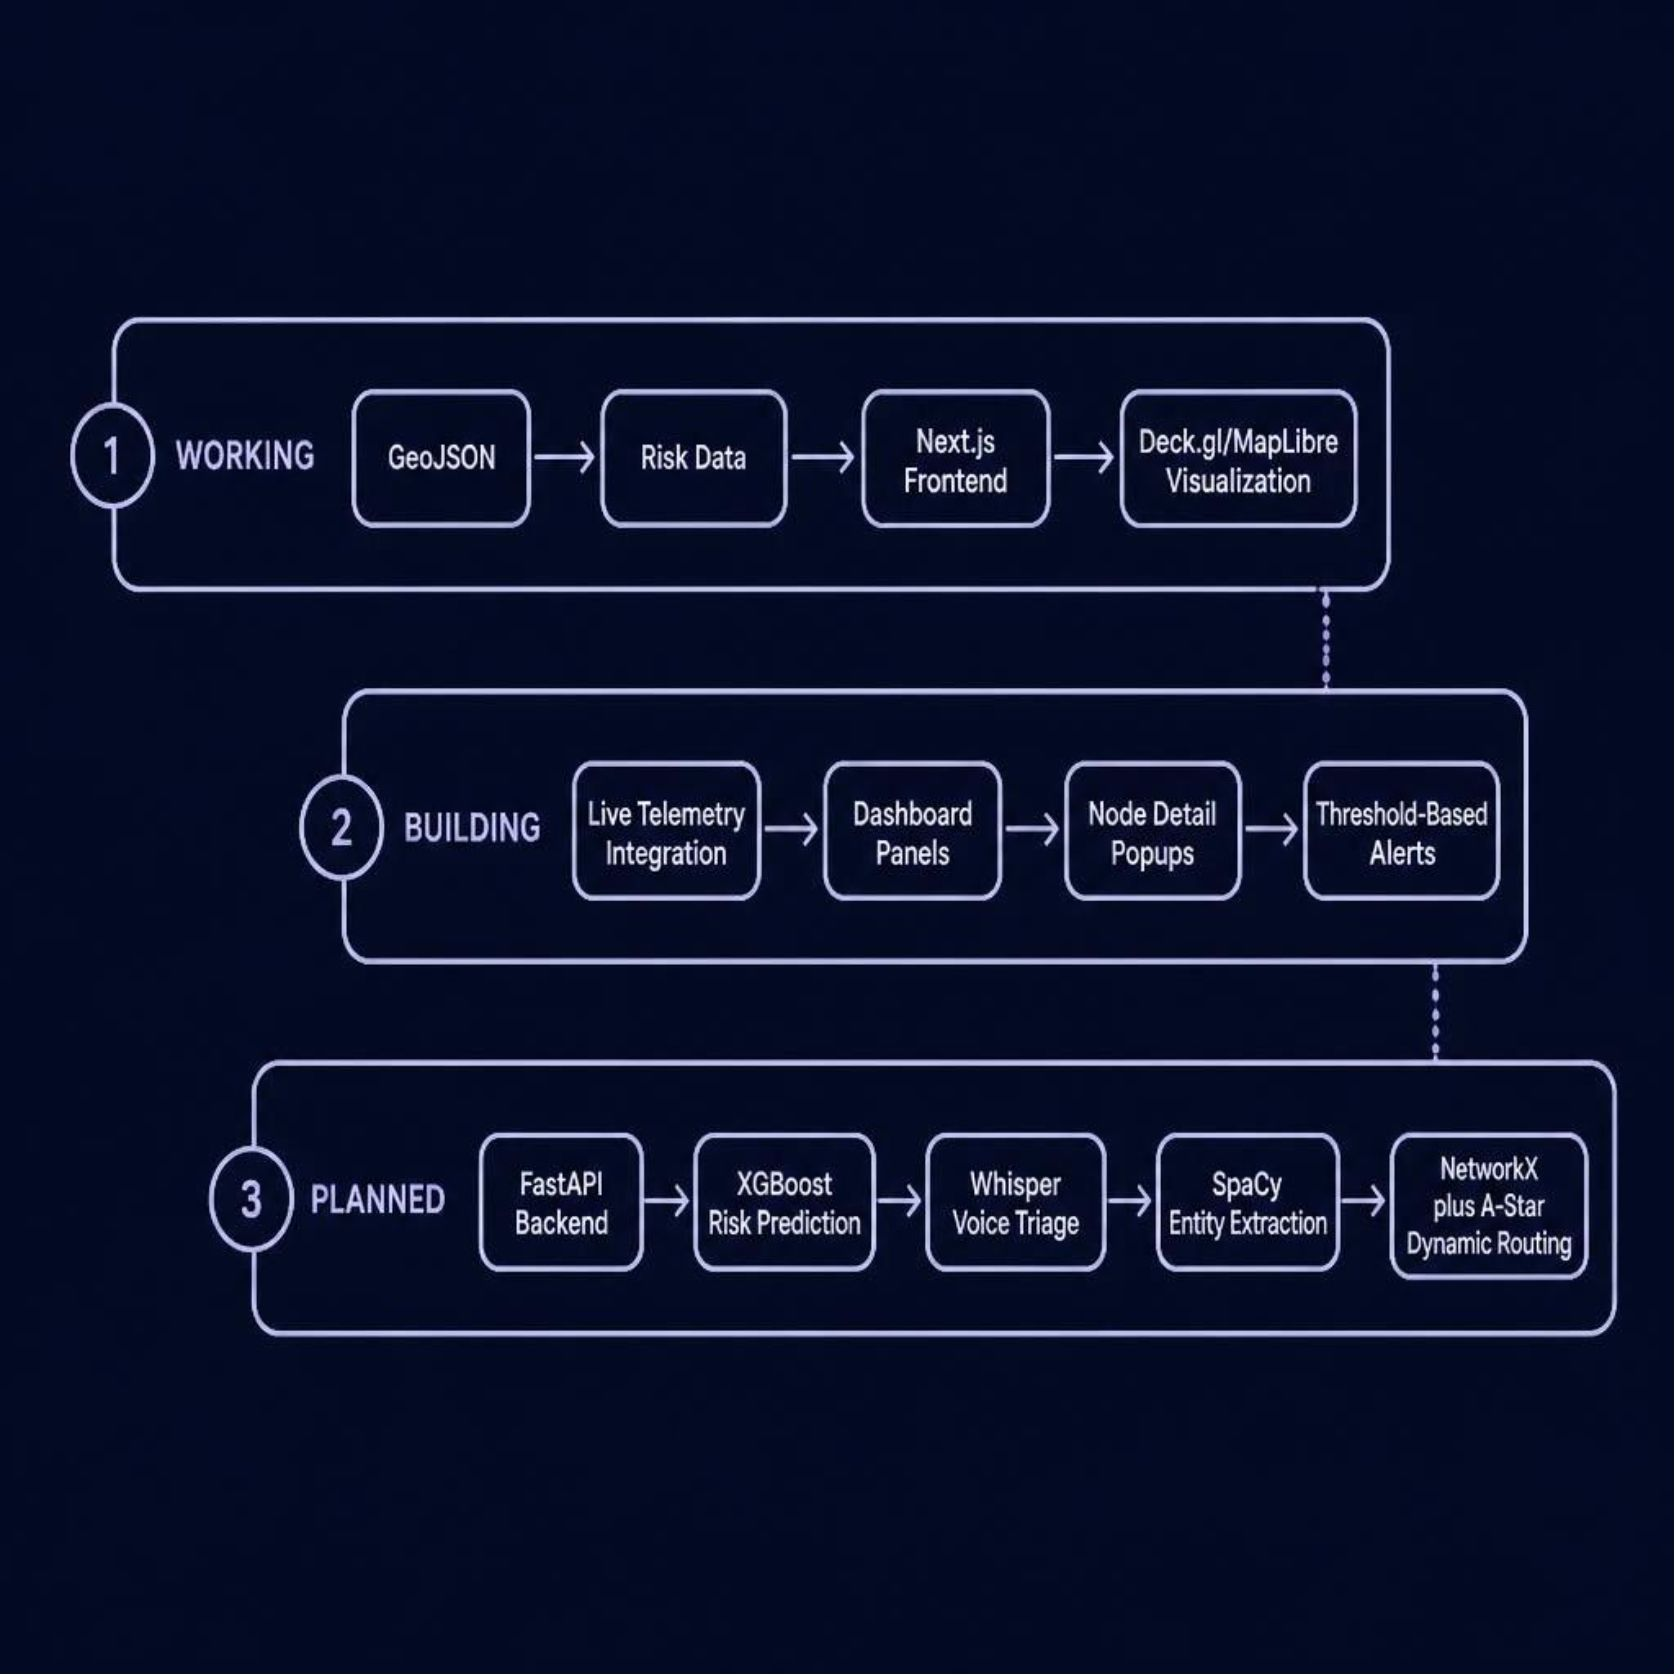 1
WORKING
GeoJSON
Risk Data
Next.js
Frontend
Deck.gl/MapLibre
Visualization
2
BUILDING
Live Telemetry
Integration
Dashboard
Panels
Node Detail
Popups
Threshold-Based
Alerts
3
PLANNED
FastAPI
Backend
XGBoost
Risk Prediction
Whisper
Voice Triage
SpaCy
Entity Extraction
NetworkX
plus A-Star
Dynamic Routing